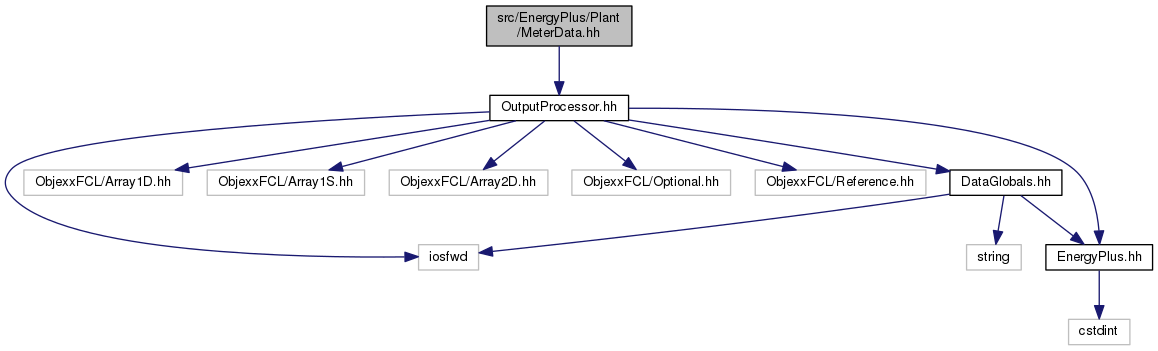 src/EnergyPlus/Plant
/MeterData.hh
OutputProcessor.hh
ObjexxFCL/Array1D.hh
ObjexxFCL/Array1S.hh
ObjexxFCL/Array2D.hh
ObjexxFCL/Optional.hh
ObjexxFCL/Reference.hh
DataGlobals.hh
iosfwd
string
EnergyPlus.hh
cstdint